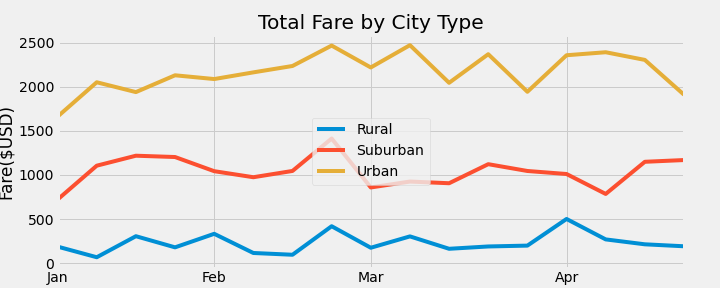 Total Fare by City Type
Fare($USD)
2500
2000
1500
1000
500
0
Rural
Suburban
Urban
Jan Feb Mar Apr